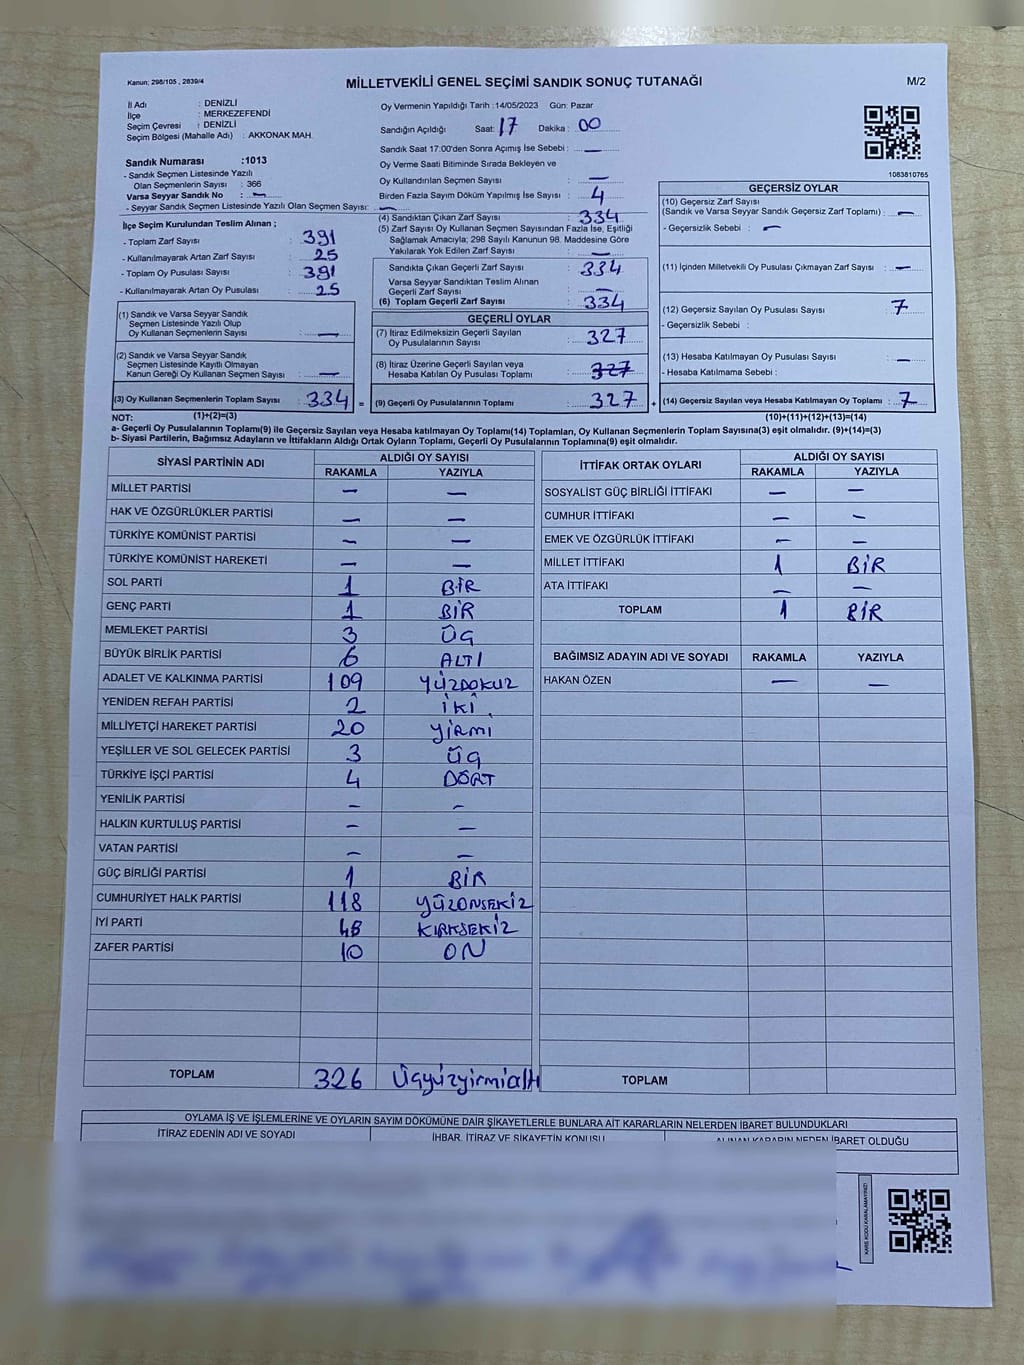 Kanun: 298/105 , 2839/4
MİLLETVEKİLİ GENEL SEÇİMİ SANDIK SONUÇ TUTANAĞI
M/2
İl Adı : DENİZLİ
İlçe : MERKEZEFENDİ
Seçim Çevresi : DENİZLİ
Seçim Bölgesi (Mahalle Adı) : AKKONAK MAH.
Sandık Numarası :1013
- Sandık Seçmen Listesinde Yazılı
Olan Seçmenlerin Sayısı : 366
Varsa Seyyar Sandık No : —
- Seyyar Sandık Seçmen Listesinde Yazılı Olan Seçmen Sayısı: —
Oy Vermenin Yapıldığı Tarih :14/05/2023 Gün: Pazar
Sandığın Açıldığı Saat: 17 Dakika : 00
Sandık Saat 17:00'den Sonra Açımış İse Sebebi : —
Oy Verme Saati Bitiminde Sırada Bekleyen ve
Oy Kullandırılan Seçmen Sayısı : —
Birden Fazla Sayım Döküm Yapılmış İse Sayısı : 4
1083810765
İlçe Seçim Kurulundan Teslim Alınan ;
- Toplam Zarf Sayısı : 391
- Kullanılmayarak Artan Zarf Sayısı : 25
- Toplam Oy Pusulası Sayısı : 391
- Kullanılmayarak Artan Oy Pusulası : 25
(1) Sandık ve Varsa Seyyar Sandık
Seçmen Listesinde Yazılı Olup
Oy Kullanan Seçmenlerin Sayısı : —
(2) Sandık ve Varsa Seyyar Sandık
Seçmen Listesinde Kayıtlı Olmayan
Kanun Gereği Oy Kullanan Seçmen Sayısı : —
(3) Oy Kullanan Seçmenlerin Toplam Sayısı : 334 =
(4) Sandıktan Çıkan Zarf Sayısı : 334
(5) Zarf Sayısı Oy Kullanan Seçmen Sayısından Fazla İse, Eşitliği
Sağlamak Amacıyla; 298 Sayılı Kanunun 98. Maddesine Göre
Yakılarak Yok Edilen Zarf Sayısı : —
Sandıkta Çıkan Geçerli Zarf Sayısı : 334
Varsa Seyyar Sandıktan Teslim Alınan
Geçerli Zarf Sayısı : —
(6) Toplam Geçerli Zarf Sayısı : 334
GEÇERLİ OYLAR
(7) İtiraz Edilmeksizin Geçerli Sayılan
Oy Pusulalarının Sayısı : 327
(8) İtiraz Üzerine Geçerli Sayılan veya
Hesaba Katılan Oy Pusulası Toplamı : 327
(9) Geçerli Oy Pusulalarının Toplamı : 327 +
GEÇERSİZ OYLAR
(10) Geçersiz Zarf Sayısı
(Sandık ve Varsa Seyyar Sandık Geçersiz Zarf Toplamı) : —
- Geçersizlik Sebebi : —
(11) İçinden Milletvekili Oy Pusulası Çıkmayan Zarf Sayısı : —
(12) Geçersiz Sayılan Oy Pusulası Sayısı : 7
- Geçersizlik Sebebi :
(13) Hesaba Katılmayan Oy Pusulası Sayısı : —
- Hesaba Katılmama Sebebi :
(14) Geçersiz Sayılan veya Hesaba Katılmayan Oy Toplamı : 7
NOT: (1)+(2)=(3)
(10)+(11)+(12)+(13)=(14)
a- Geçerli Oy Pusulalarının Toplamı(9) ile Geçersiz Sayılan veya Hesaba katılmayan Oy Toplamı(14) Toplamları, Oy Kullanan Seçmenlerin Toplam Sayısına(3) eşit olmalıdır. (9)+(14)=(3)
b- Siyasi Partilerin, Bağımsız Adayların ve İttifakların Aldığı Ortak Oyların Toplamı, Geçerli Oy Pusulalarının Toplamına(9) eşit olmalıdır.
SİYASİ PARTİNİN ADI ALDIĞI OY SAYISI
RAKAMLA YAZIYLA
MİLLET PARTİSİ — —
HAK VE ÖZGÜRLÜKLER PARTİSİ — —
TÜRKİYE KOMÜNİST PARTİSİ — —
TÜRKİYE KOMÜNİST HAREKETİ — —
SOL PARTİ 1 BİR
GENÇ PARTİ 1 BİR
MEMLEKET PARTİSİ 3 ÜÇ
BÜYÜK BİRLİK PARTİSİ 6 ALTI
ADALET VE KALKINMA PARTİSİ 109 YÜZDOKUZ
YENİDEN REFAH PARTİSİ 2 İKİ
MİLLİYETÇİ HAREKET PARTİSİ 20 YİRMİ
YEŞİLLER VE SOL GELECEK PARTİSİ 3 ÜÇ
TÜRKİYE İŞÇİ PARTİSİ 4 DÖRT
YENİLİK PARTİSİ — —
HALKIN KURTULUŞ PARTİSİ — —
VATAN PARTİSİ — —
GÜÇ BİRLİĞİ PARTİSİ 1 BİR
CUMHURİYET HALK PARTİSİ 118 YÜZONSEKİZ
İYİ PARTİ 48 KIRKSEKİZ
ZAFER PARTİSİ 10 ON
TOPLAM 326 Üçyüzyirmialtı
İTTİFAK ORTAK OYLARI ALDIĞI OY SAYISI
RAKAMLA YAZIYLA
SOSYALİST GÜÇ BİRLİĞİ İTTİFAKI — —
CUMHUR İTTİFAKI — —
EMEK VE ÖZGÜRLÜK İTTİFAKI — —
MİLLET İTTİFAKI 1 BİR
ATA İTTİFAKI — —
TOPLAM 1 BİR
BAĞIMSIZ ADAYIN ADI VE SOYADI RAKAMLA YAZIYLA
HAKAN ÖZEN — —
TOPLAM
OYLAMA İŞ VE İŞLEMLERİNE VE OYLARIN SAYIM DÖKÜMÜNE DAİR ŞİKAYETLERLE BUNLARA AİT KARARLARIN NELERDEN İBARET BULUNDUKLARI
İTİRAZ EDENİN ADI VE SOYADI
İHBAR, İTİRAZ VE ŞİKAYETİN KONUSU
ALINAN KARARIN NEDEN İBARET OLDUĞU
KARE KODU KARALAMAYINIZ!